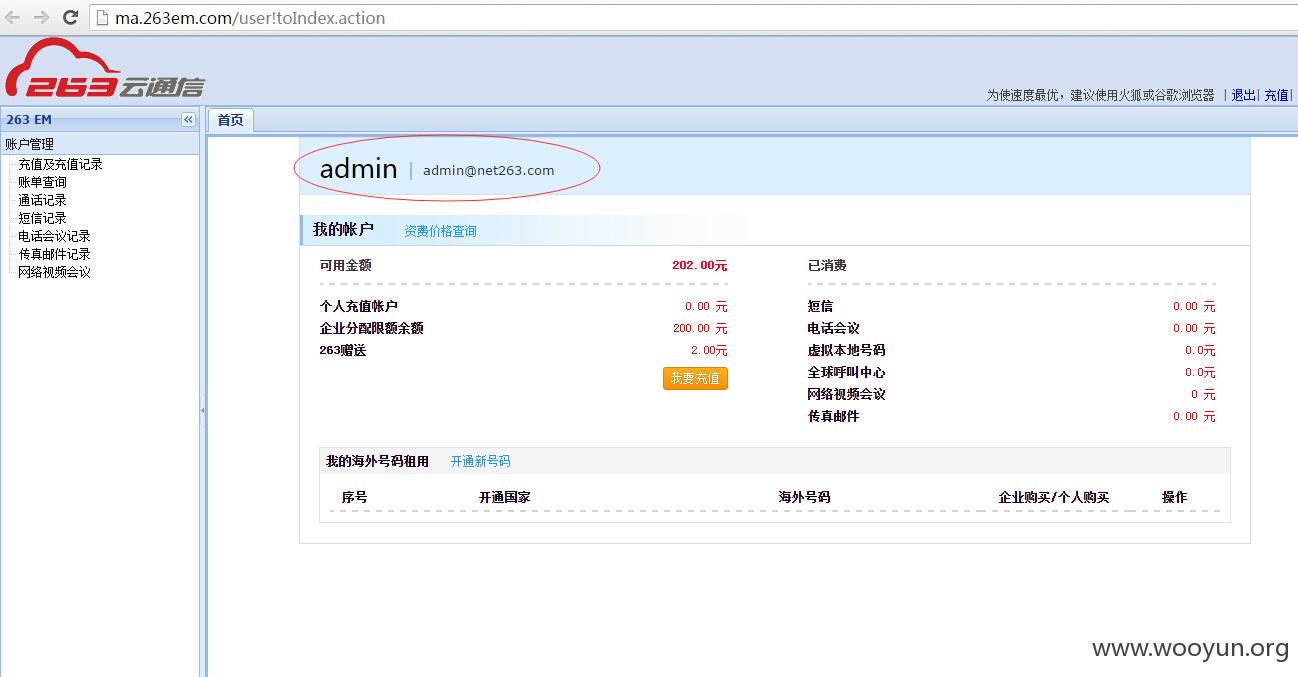 ma.263em.com/user!toIndex.action
263云通信
为使速度最优，建议使用火狐或谷歌浏览器 | 退出| 充值|
263 EM
首页
账户管理
充值及充值记录
账单查询
通话记录
短信记录
电话会议记录
传真邮件记录
网络视频会议
admin | admin@net263.com
我的帐户 资费价格查询
可用金额 202.00元 已消费
个人充值帐户 0.00 元 短信 0.00 元
企业分配限额余额 200.00 元 电话会议 0.00 元
263赠送 2.00元 虚拟本地号码 0.0元
我要充值 全球呼叫中心 0.0元
网络视频会议 0 元
传真邮件 0.00 元
我的海外号码租用 开通新号码
序号 开通国家 海外号码 企业购买/个人购买 操作
www.wooyun.org